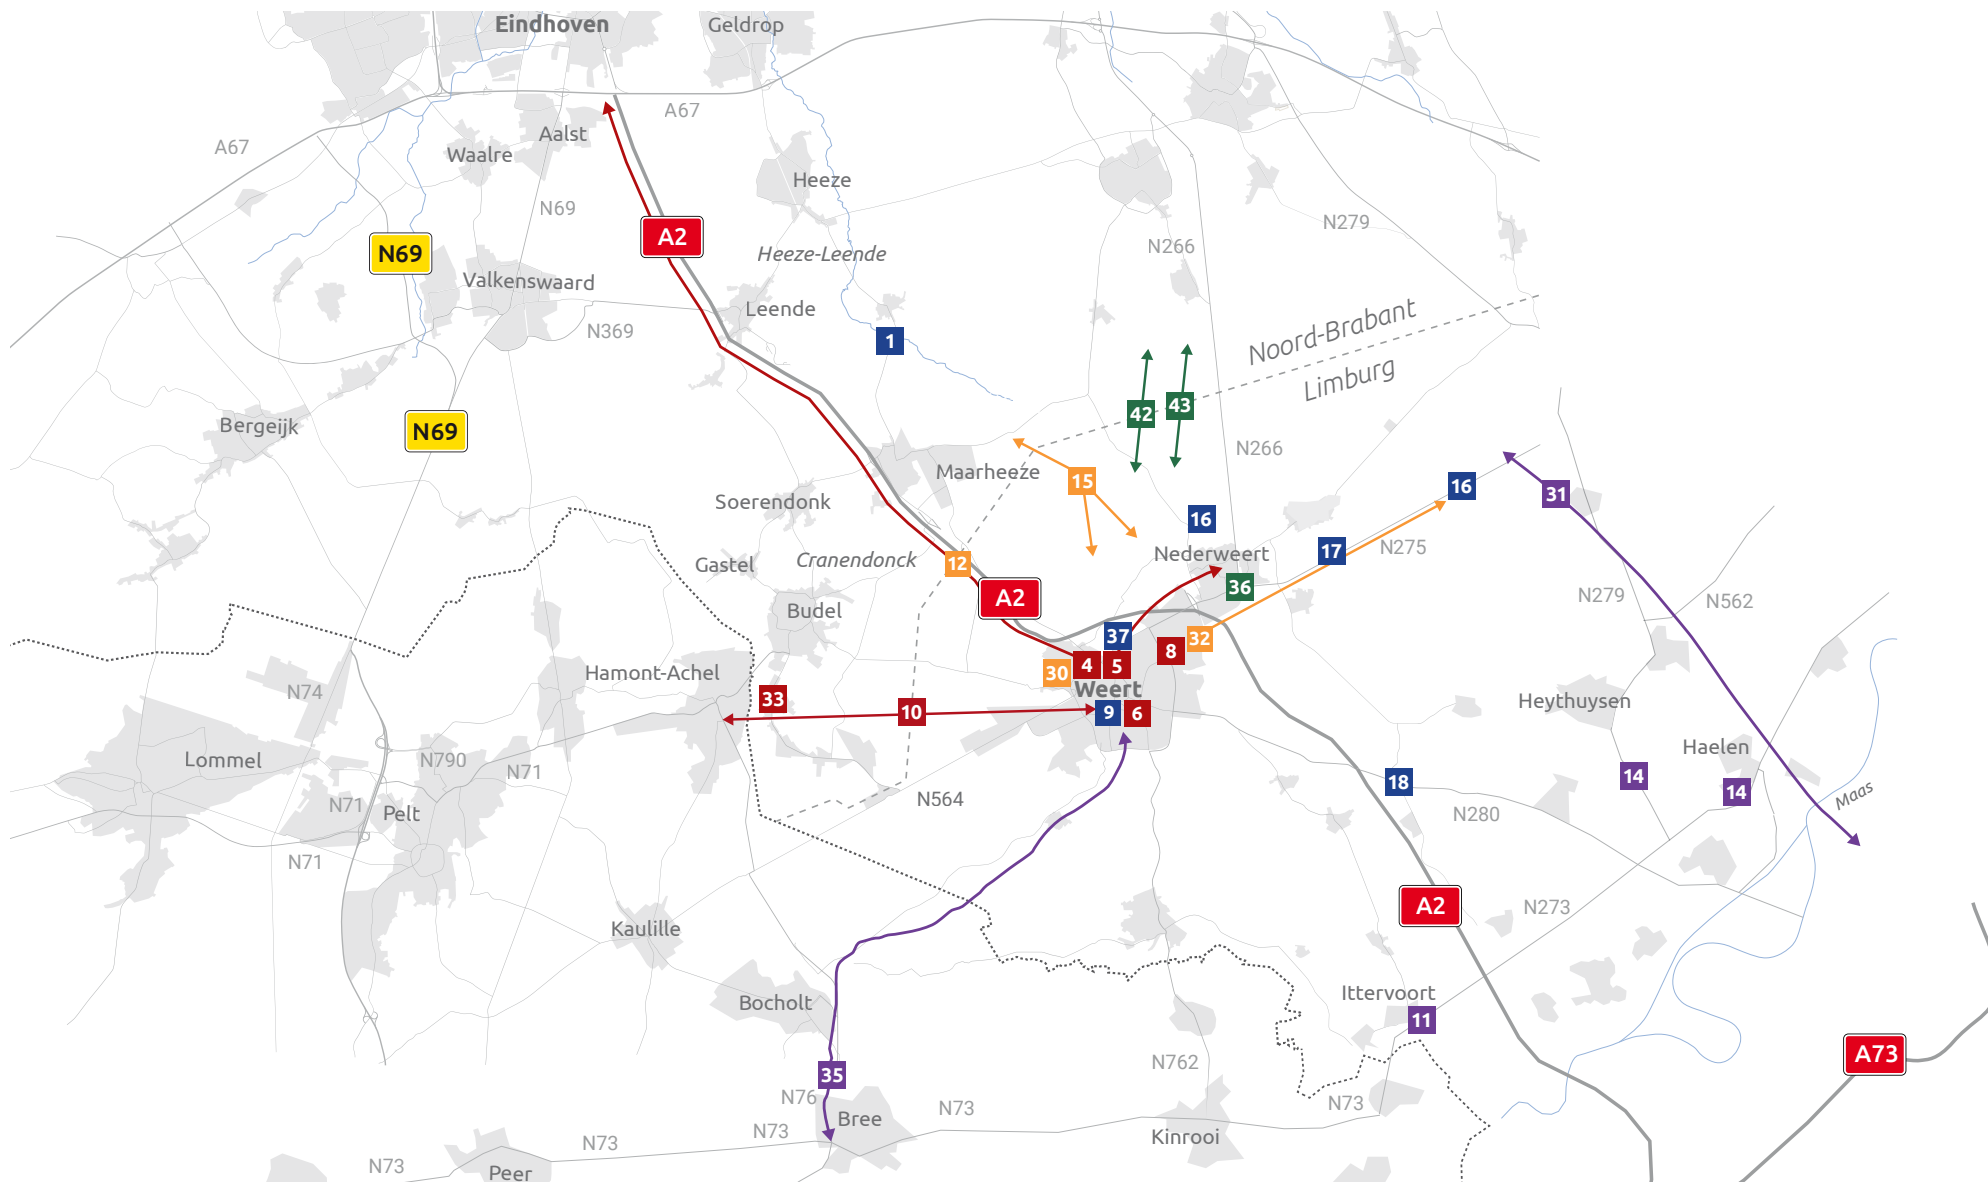 Eindhoven
Geldrop
A67
Aalst
A67
Waalre
Heeze
N69
N279
A2
N266
N69
Heeze-Leende
Valkenswaard
Leende
Noord-Brabant
N369
1
Limburg
42
43
Bergeijk
N69
N266
Maarheeze
15
16
31
Soerendonk
16
N275
17
Nederweert
Cranendonck
12
Gastel
36
A2
N279
N562
Budel
37
32
8
4
5
30
Hamont-Achel
Weert
N74
33
10
9
6
Heythuysen
Haelen
Lommel
N790
N71
14
18
14
Maas
N564
N71
Pelt
N280
N71
A2
N273
Kaulille
Ittervoort
Bocholt
11
A73
N762
35
N76
N73
N73
Bree
N73
Kinrooi
N73
N73
Peer